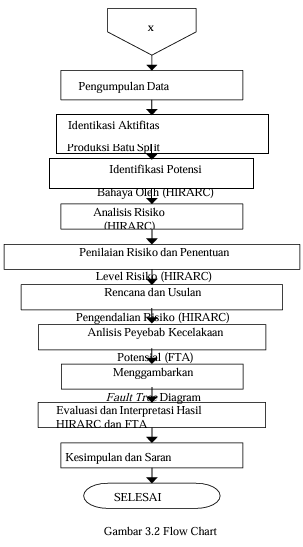 x
Pengumpulan Data
Identikasi Aktifitas
Produksi Batu Split
Identifikasi Potensi
Bahaya Oleh (HIRARC)
Analisis Risiko
(HIRARC)
Penilaian Risiko dan Penentuan
Level Risiko (HIRARC)
Rencana dan Usulan
Pengendalian Risiko (HIRARC)
Anlisis Peyebab Kecelakaan
Potensial (FTA)
Menggambarkan
Fault Tree Diagram
Evaluasi dan Interpretasi Hasil
HIRARC dan FTA
Kesimpulan dan Saran
SELESAI
Gambar 3.2 Flow Chart